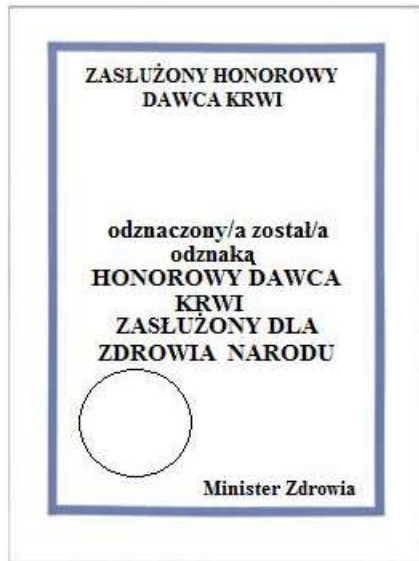 ZASŁUŻONY HONOROWY
DAWCA KRWI
odznaczony/a został/a
odznaką
HONOROWY DAWCA
KRWI
ZASŁUŻONY DLA
ZDROWIA NARODU
Minister Zdrowia